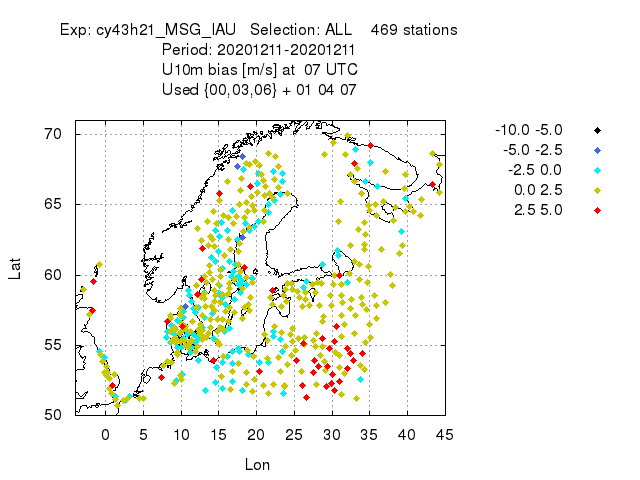 Exp: cy43h21_MSG_IAU   Selection: ALL    469 stations
Period: 20201211-20201211
U10m bias [m/s] at  07 UTC
Used {00,03,06} + 01 04 07
-10.0 -5.0
-5.0 -2.5
-2.5 0.0
0.0 2.5
2.5 5.0
70
65
60
55
50
Lat
0 5 10 15 20 25 30 35 40 45
Lon